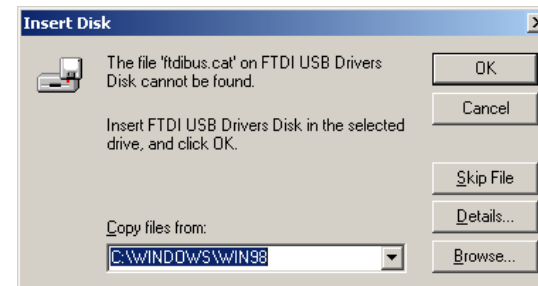 Insert Disk
The file 'ftdibus.cat' on FTDI USB Drivers
Disk cannot be found.
Insert FTDI USB Drivers Disk in the selected
drive, and click OK.
Copy files from:
C:\WINDOWS\WIN98
OK
Cancel
Skip File
Details...
Browse...